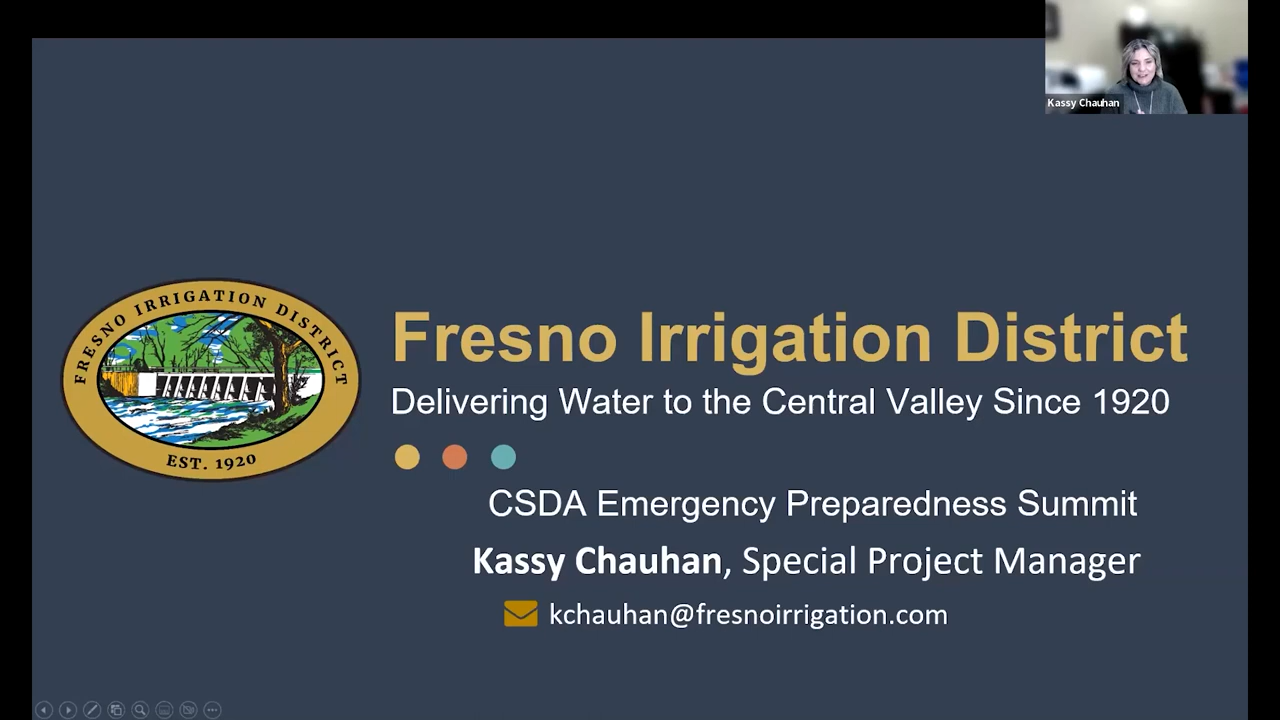 Kassy Chauhan
FRESNO IRRIGATION DISTRICT
EST. 1920
Fresno Irrigation District
Delivering Water to the Central Valley Since 1920
CSDA Emergency Preparedness Summit
Kassy Chauhan, Special Project Manager
kchauhan@fresnoirrigation.com